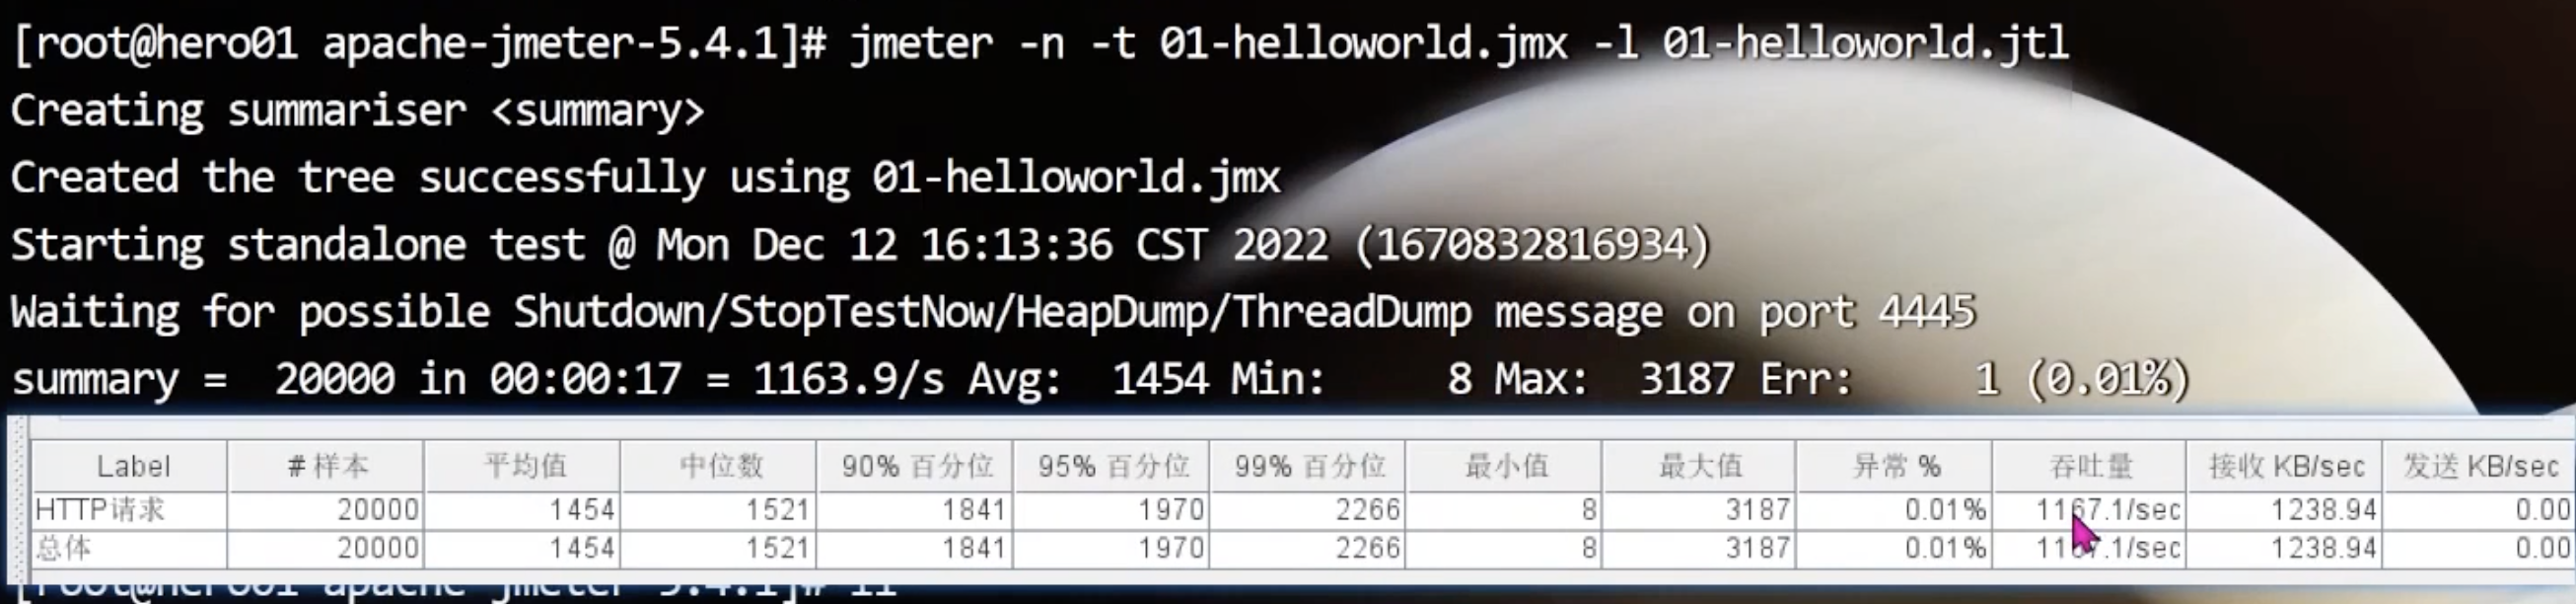 [root@hero01 apache-jmeter-5.4.1]# jmeter -n -t 01-helloworld.jmx -l 01-helloworld.jtl
Creating summariser <summary>
Created the tree successfully using 01-helloworld.jmx
Starting standalone test @ Mon Dec 12 16:13:36 CST 2022 (1670832816934)
Waiting for possible Shutdown/StopTestNow/HeapDump/ThreadDump message on port 4445
summary =  20000 in 00:00:17 = 1163.9/s Avg:  1454 Min:     8 Max:  3187 Err:     1 (0.01%)
Label # 样本 平均值 中位数 90% 百分位 95% 百分位 99% 百分位 最小值 最大值 异常 % 吞吐量 接收 KB/sec 发送 KB/sec
HTTP请求 20000 1454 1521 1841 1970 2266 8 3187 0.01% 1167.1/sec 1238.94 0.00
总体 20000 1454 1521 1841 1970 2266 8 3187 0.01% 1167.1/sec 1238.94 0.00
[root@hero01 apache-jmeter-5.4.1]# ll